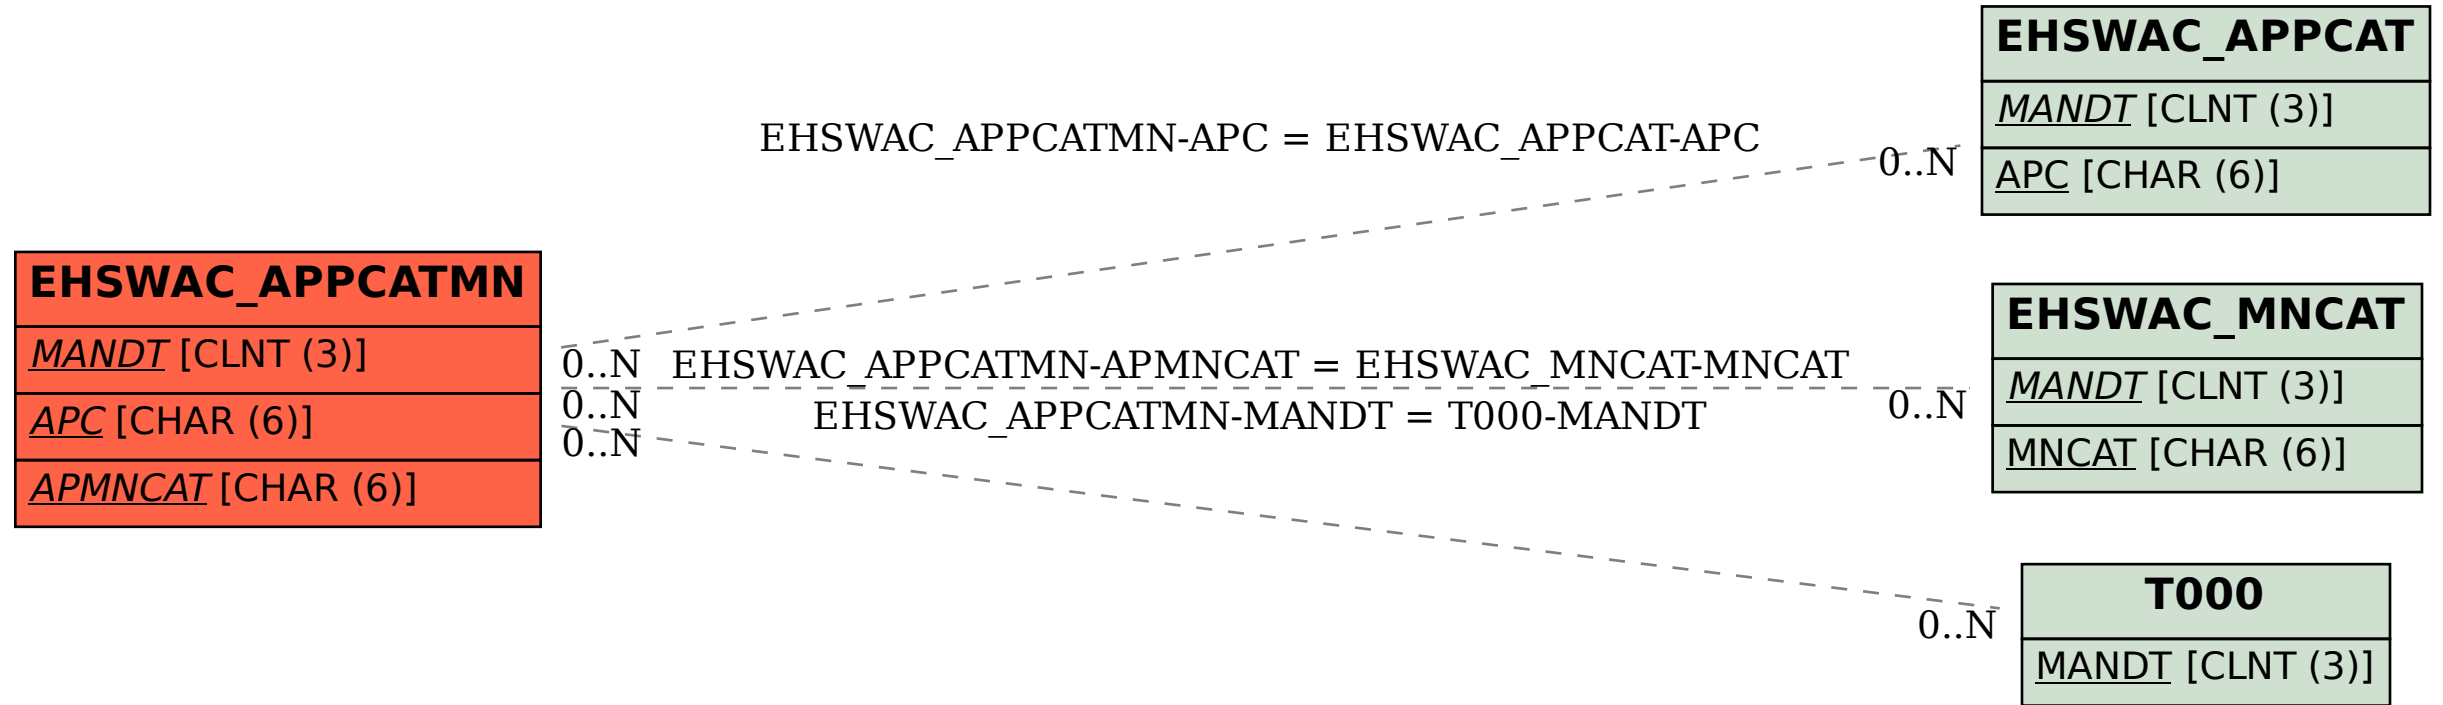 EHSWAC_APPCAT
MANDT [CLNT (3)]
APC [CHAR (6)]
EHSWAC_APPCATMN-APC = EHSWAC_APPCAT-APC
0..N
EHSWAC_APPCATMN
MANDT [CLNT (3)]
APC [CHAR (6)]
APMNCAT [CHAR (6)]
0..N
0..N
0..N
EHSWAC_APPCATMN-APMNCAT = EHSWAC_MNCAT-MNCAT
EHSWAC_APPCATMN-MANDT = T000-MANDT
0..N
EHSWAC_MNCAT
MANDT [CLNT (3)]
MNCAT [CHAR (6)]
0..N
T000
MANDT [CLNT (3)]